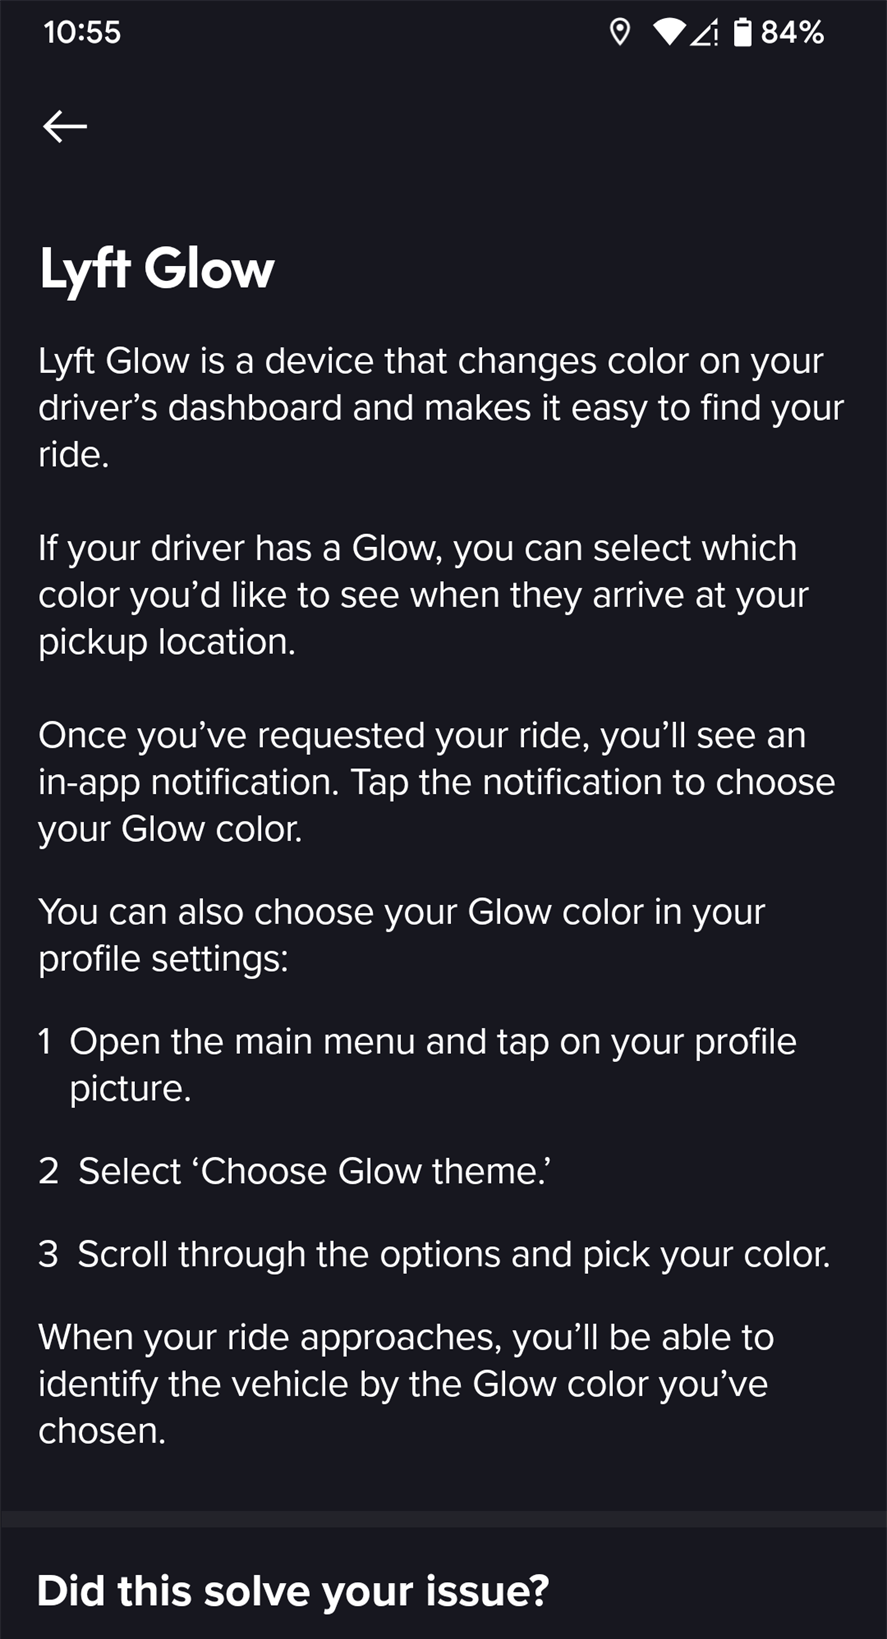 10:55
84%
Lyft Glow
Lyft Glow is a device that changes color on your
driver’s dashboard and makes it easy to find your
ride.
If your driver has a Glow, you can select which
color you’d like to see when they arrive at your
pickup location.
Once you’ve requested your ride, you’ll see an
in-app notification. Tap the notification to choose
your Glow color.
You can also choose your Glow color in your
profile settings:
1 Open the main menu and tap on your profile
picture.
2 Select ‘Choose Glow theme.’
3 Scroll through the options and pick your color.
When your ride approaches, you’ll be able to
identify the vehicle by the Glow color you’ve
chosen.
Did this solve your issue?